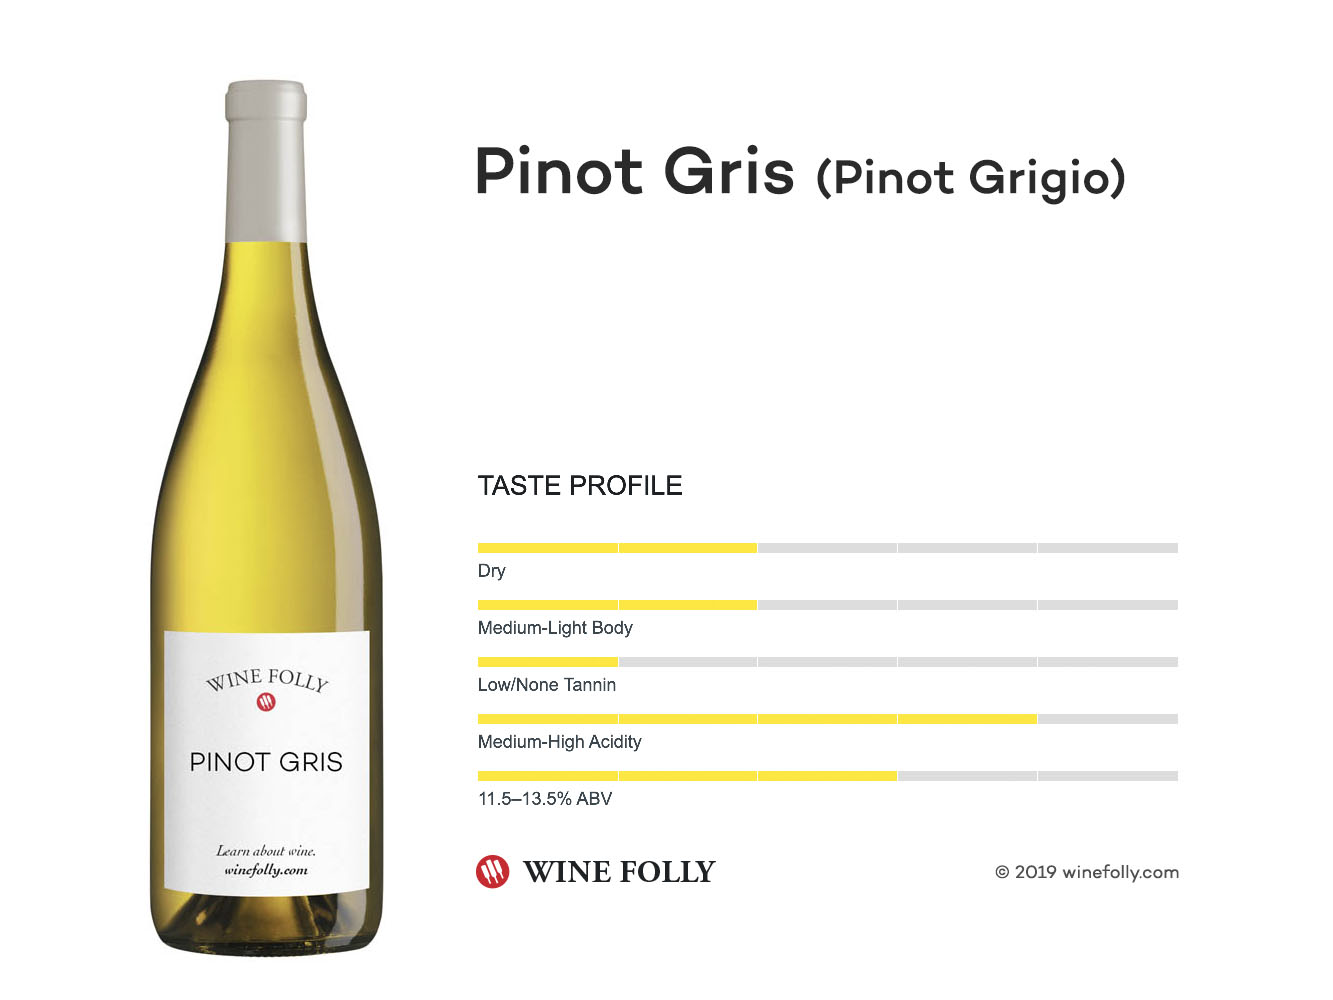 Pinot Gris (Pinot Grigio)
TASTE PROFILE
Dry
Medium-Light Body
Low/None Tannin
Medium-High Acidity
11.5–13.5% ABV
WINE FOLLY
© 2019 winefolly.com
WINE FOLLY
PINOT GRIS
Learn about wine.
winefolly.com